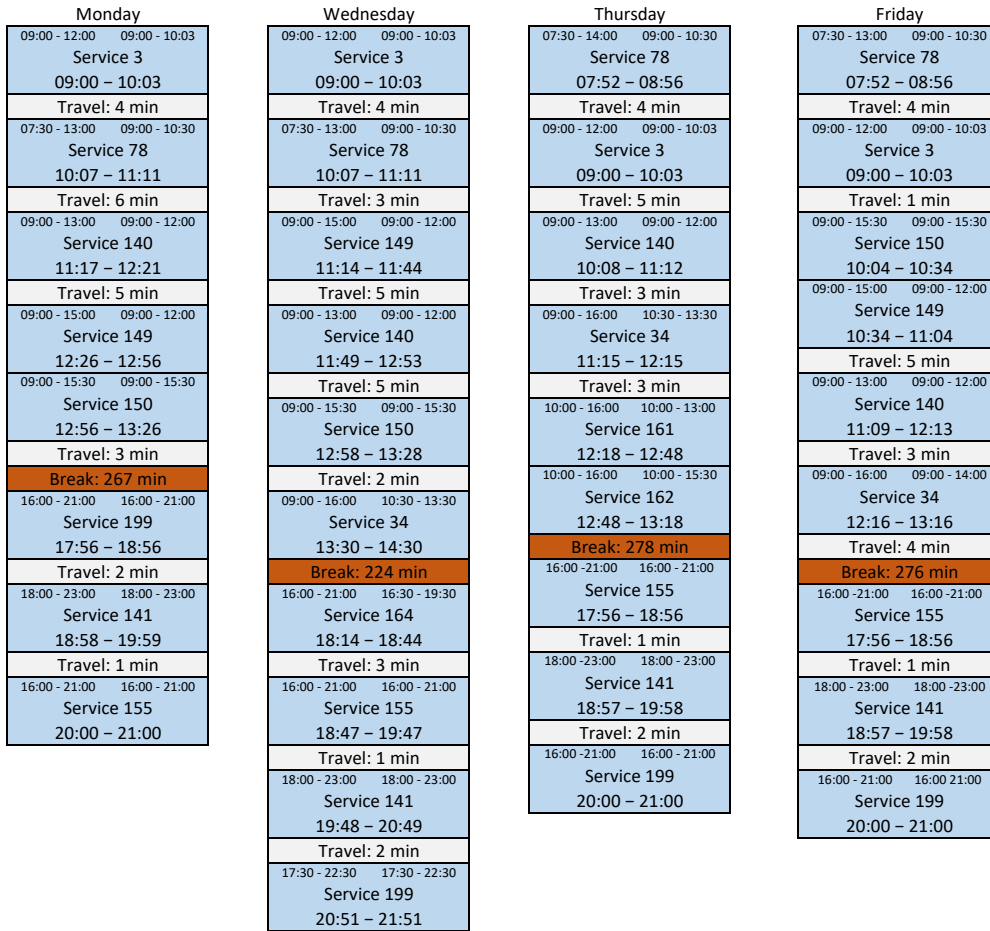 Monday
09:00 - 12:00 09:00 - 10:03
Service 3
09:00 − 10:03
Travel: 4 min
07:30 - 13:00 09:00 - 10:30
Service 78
10:07 − 11:11
Travel: 6 min
09:00 - 13:00 09:00 - 12:00
Service 140
11:17 − 12:21
Travel: 5 min
09:00 - 15:00 09:00 - 12:00
Service 149
12:26 − 12:56
09:00 - 15:30 09:00 - 15:30
Service 150
12:56 − 13:26
Travel: 3 min
Break: 267 min
16:00 - 21:00 16:00 - 21:00
Service 199
17:56 − 18:56
Travel: 2 min
18:00 - 23:00 18:00 - 23:00
Service 141
18:58 − 19:59
Travel: 1 min
16:00 - 21:00 16:00 - 21:00
Service 155
20:00 − 21:00
Wednesday
09:00 - 12:00 09:00 - 10:03
Service 3
09:00 − 10:03
Travel: 4 min
07:30 - 13:00 09:00 - 10:30
Service 78
10:07 − 11:11
Travel: 3 min
09:00 - 15:00 09:00 - 12:00
Service 149
11:14 − 11:44
Travel: 5 min
09:00 - 13:00 09:00 - 12:00
Service 140
11:49 − 12:53
Travel: 5 min
09:00 - 15:30 09:00 - 15:30
Service 150
12:58 − 13:28
Travel: 2 min
09:00 - 16:00 10:30 - 13:30
Service 34
13:30 − 14:30
Break: 224 min
16:00 - 21:00 16:30 - 19:30
Service 164
18:14 − 18:44
Travel: 3 min
16:00 - 21:00 16:00 - 21:00
Service 155
18:47 − 19:47
Travel: 1 min
18:00 - 23:00 18:00 - 23:00
Service 141
19:48 − 20:49
Travel: 2 min
17:30 - 22:30 17:30 - 22:30
Service 199
20:51 − 21:51
Thursday
07:30 - 14:00 09:00 - 10:30
Service 78
07:52 − 08:56
Travel: 4 min
09:00 - 12:00 09:00 - 10:03
Service 3
09:00 − 10:03
Travel: 5 min
09:00 - 13:00 09:00 - 12:00
Service 140
10:08 − 11:12
Travel: 3 min
09:00 - 16:00 10:30 - 13:30
Service 34
11:15 − 12:15
Travel: 3 min
10:00 - 16:00 10:00 - 13:00
Service 161
12:18 − 12:48
10:00 - 16:00 10:00 - 15:30
Service 162
12:48 − 13:18
Break: 278 min
16:00 -21:00 16:00 - 21:00
Service 155
17:56 − 18:56
Travel: 1 min
18:00 -23:00 18:00 - 23:00
Service 141
18:57 − 19:58
Travel: 2 min
16:00 -21:00 16:00 - 21:00
Service 199
20:00 − 21:00
Friday
07:30 - 13:00 09:00 - 10:30
Service 78
07:52 − 08:56
Travel: 4 min
09:00 - 12:00 09:00 - 10:03
Service 3
09:00 − 10:03
Travel: 1 min
09:00 - 15:30 09:00 - 15:30
Service 150
10:04 − 10:34
09:00 - 15:00 09:00 - 12:00
Service 149
10:34 − 11:04
Travel: 5 min
09:00 - 13:00 09:00 - 12:00
Service 140
11:09 − 12:13
Travel: 3 min
09:00 - 16:00 09:00 - 14:00
Service 34
12:16 − 13:16
Travel: 4 min
Break: 276 min
16:00 -21:00 16:00 -21:00
Service 155
17:56 − 18:56
Travel: 1 min
18:00 - 23:00 18:00 -23:00
Service 141
18:57 − 19:58
Travel: 2 min
16:00 - 21:00 16:00 21:00
Service 199
20:00 − 21:00